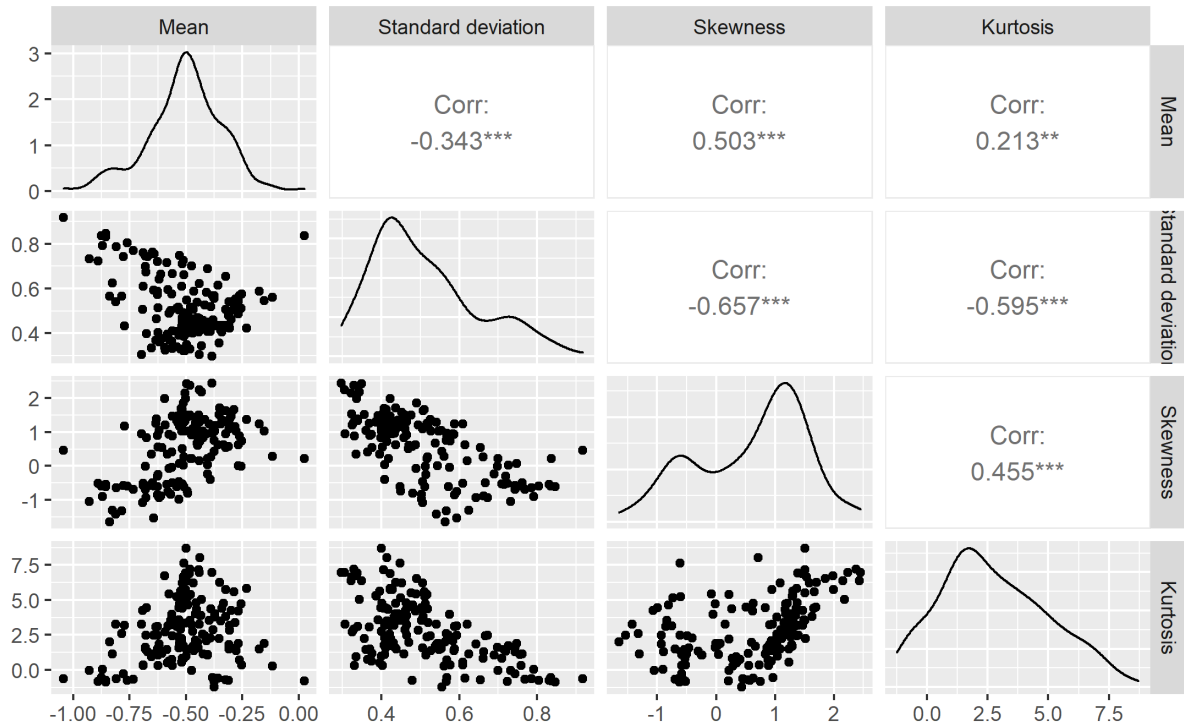 Mean
Standard deviation
Skewness
Kurtosis
3
2
1
0
Corr:
-0.343***
Corr:
0.503***
Corr:
0.213**
Mean
0.8
0.6
0.4
Corr:
-0.657***
Corr:
-0.595***
Standard deviation
2
1
0
-1
Corr:
0.455***
Skewness
7.5
5.0
2.5
0.0
Kurtosis
-1.00 -0.75 -0.50 -0.25 0.00
0.4 0.6 0.8
-1 0 1 2
0.0 2.5 5.0 7.5